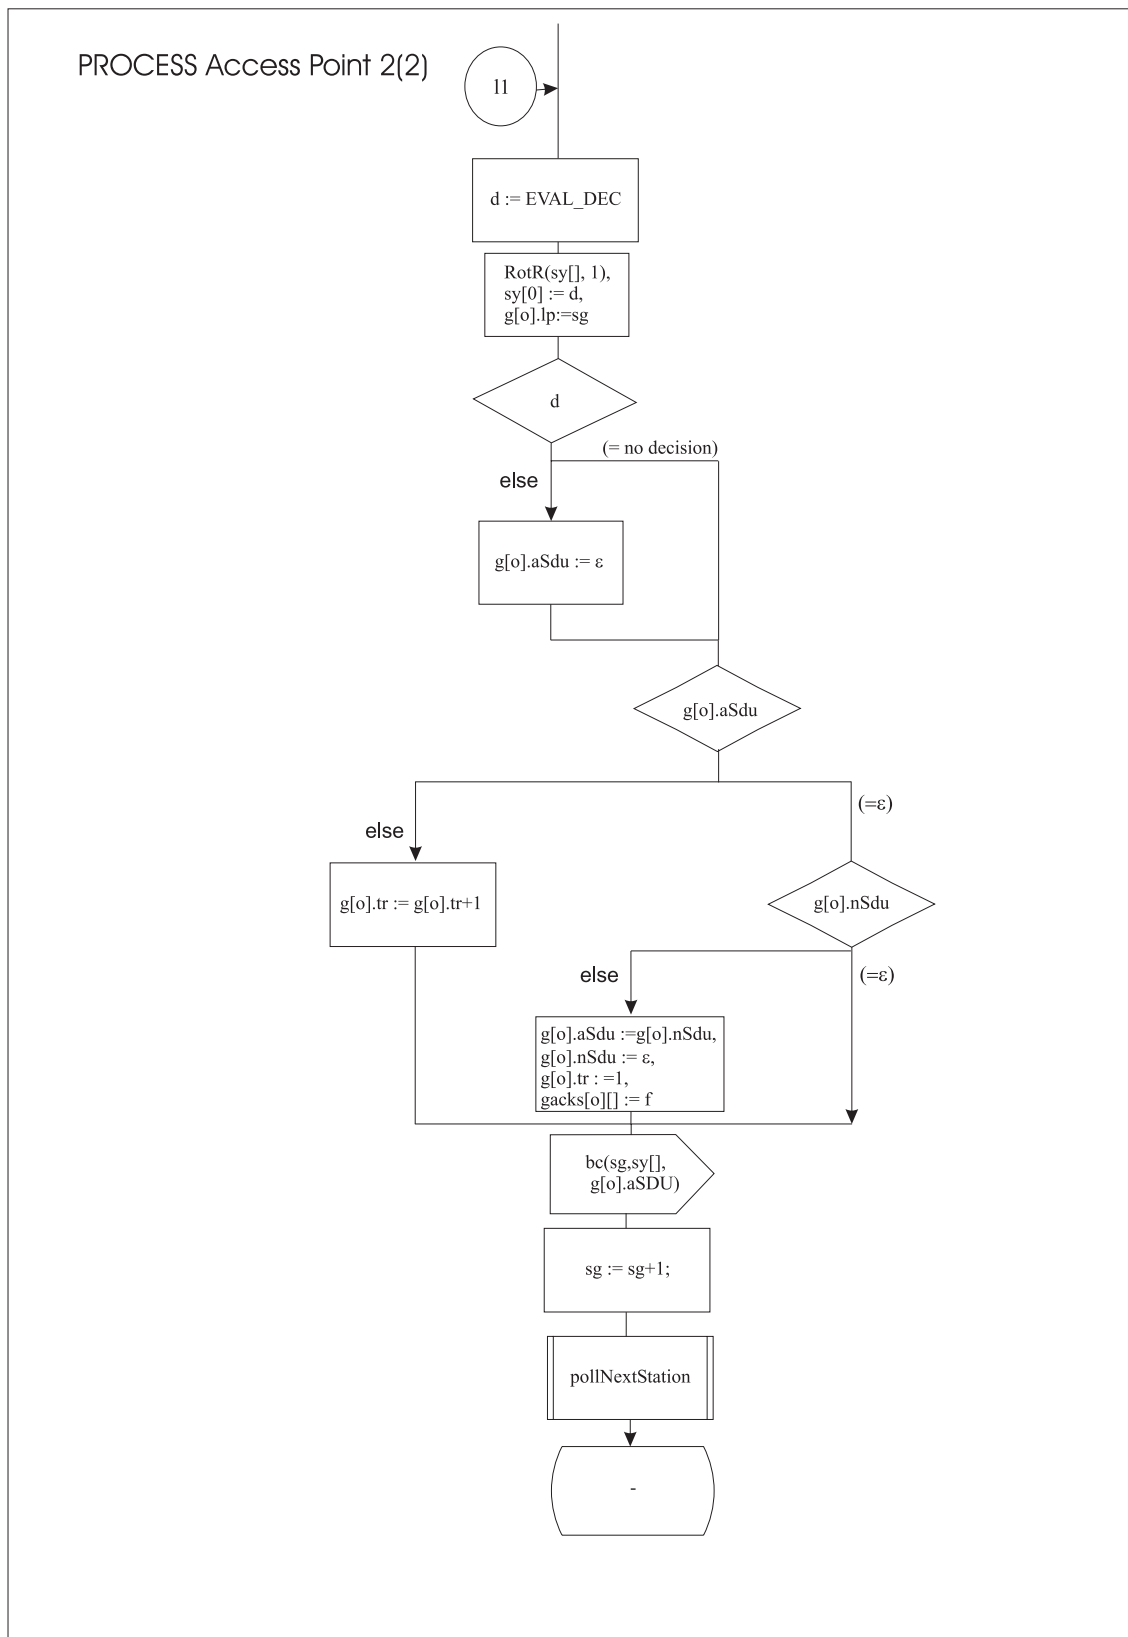 PROCESS Access Point 2(2)
11
d := EVAL_DEC
RotR(sy[], 1),
sy[0] := d,
g[o].lp:=sg
d
(= no decision)
else
g[o].aSdu := ε
g[o].aSdu
(=ε)
else
g[o].tr := g[o].tr+1
g[o].nSdu
(=ε)
else
g[o].aSdu :=g[o].nSdu,
g[o].nSdu := ε,
g[o].tr : =1,
gacks[o][] := f
bc(sg,sy[],
g[o].aSDU)
sg := sg+1;
pollNextStation
-